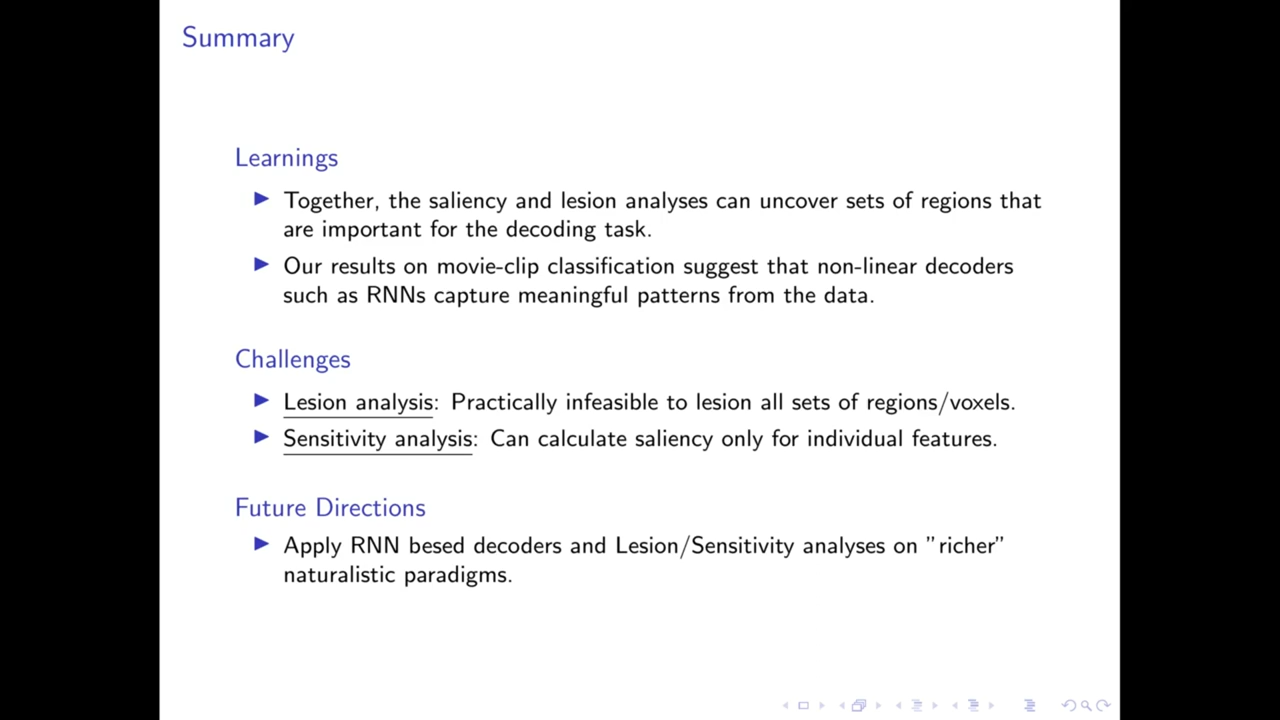 Summary
Learnings
Together, the saliency and lesion analyses can uncover sets of regions that
are important for the decoding task.
Our results on movie-clip classification suggest that non-linear decoders
such as RNNs capture meaningful patterns from the data.
Challenges
Lesion analysis: Practically infeasible to lesion all sets of regions/voxels.
Sensitivity analysis: Can calculate saliency only for individual features.
Future Directions
Apply RNN besed decoders and Lesion/Sensitivity analyses on ”richer”
naturalistic paradigms.